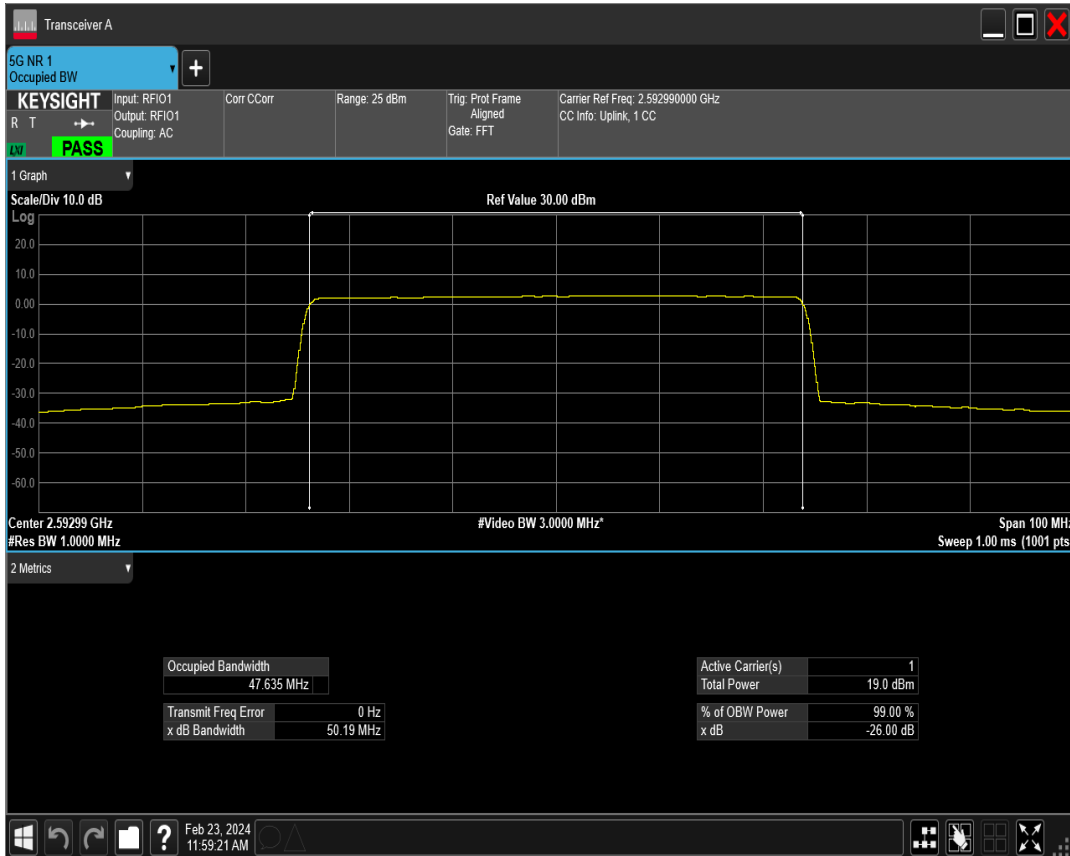 Transceiver A
5G NR 1
Occupied BW
KEYSIGHT
R T
LXI
PASS
Input: RFIO1
Output: RFIO1
Coupling: AC
Corr CCorr
Range: 25 dBm
Trig: Prot Frame
Aligned
Gate: FFT
Carrier Ref Freq: 2.592990000 GHz
CC Info: Uplink, 1 CC
1 Graph
Scale/Div 10.0 dB
Ref Value 30.00 dBm
Log
20.0
10.0
0.00
-10.0
-20.0
-30.0
-40.0
-50.0
-60.0
Center 2.59299 GHz
#Video BW 3.0000 MHz*
Span 100 MHz
#Res BW 1.0000 MHz
Sweep 1.00 ms (1001 pts
2 Metrics
Occupied Bandwidth
47.635 MHz
Transmit Freq Error 0 Hz
x dB Bandwidth 50.19 MHz
Active Carrier(s) 1
Total Power 19.0 dBm
% of OBW Power 99.00 %
x dB -26.00 dB
Feb 23, 2024
11:59:21 AM